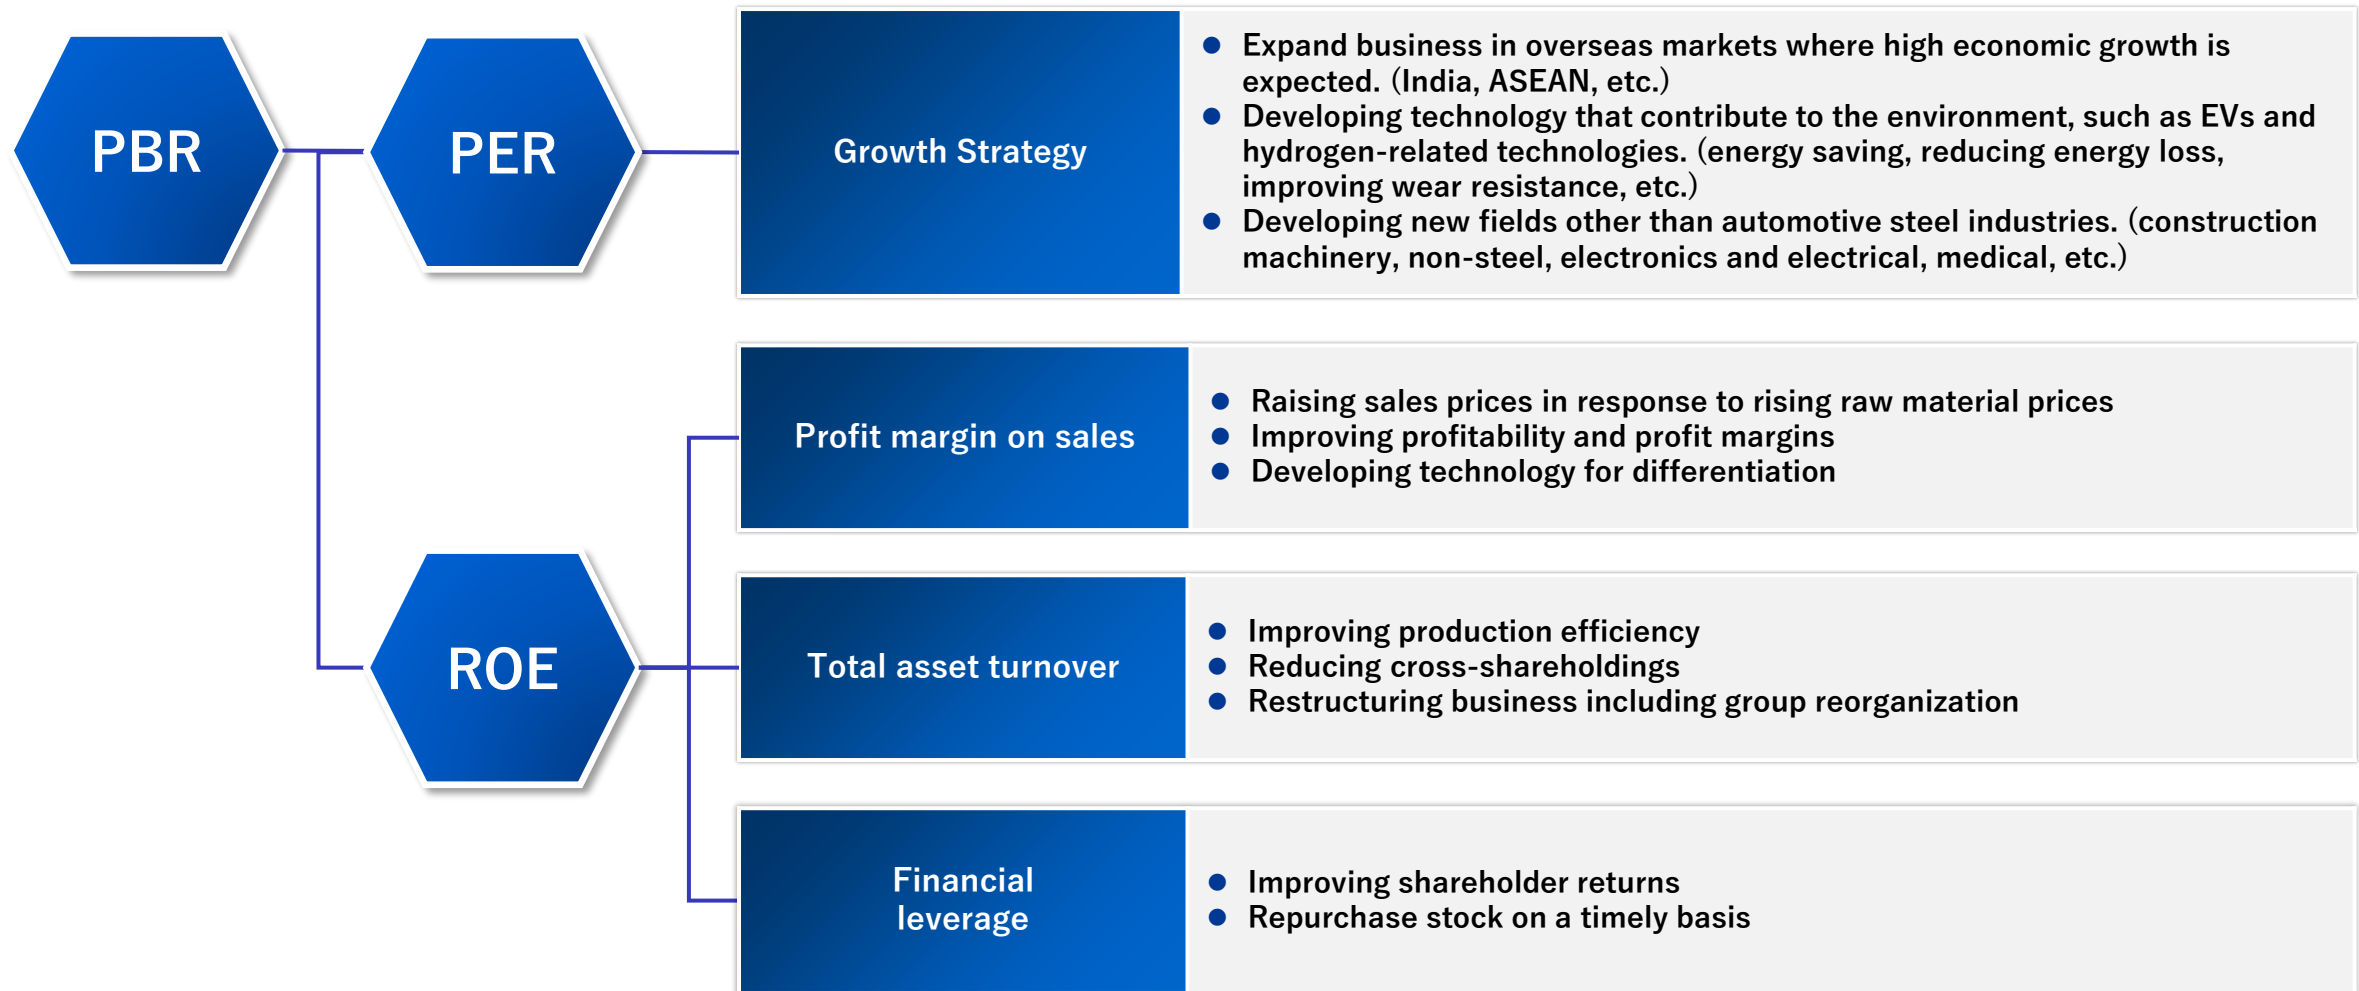 PBR
PER
Growth Strategy
● Expand business in overseas markets where high economic growth is
expected. (India, ASEAN, etc.)
● Developing technology that contribute to the environment, such as EVs and
hydrogen-related technologies. (energy saving, reducing energy loss,
improving wear resistance, etc.)
● Developing new fields other than automotive steel industries. (construction
machinery, non-steel, electronics and electrical, medical, etc.)
Profit margin on sales
● Raising sales prices in response to rising raw material prices
● Improving profitability and profit margins
● Developing technology for differentiation
ROE
Total asset turnover
● Improving production efficiency
● Reducing cross-shareholdings
● Restructuring business including group reorganization
Financial
leverage
● Improving shareholder returns
● Repurchase stock on a timely basis